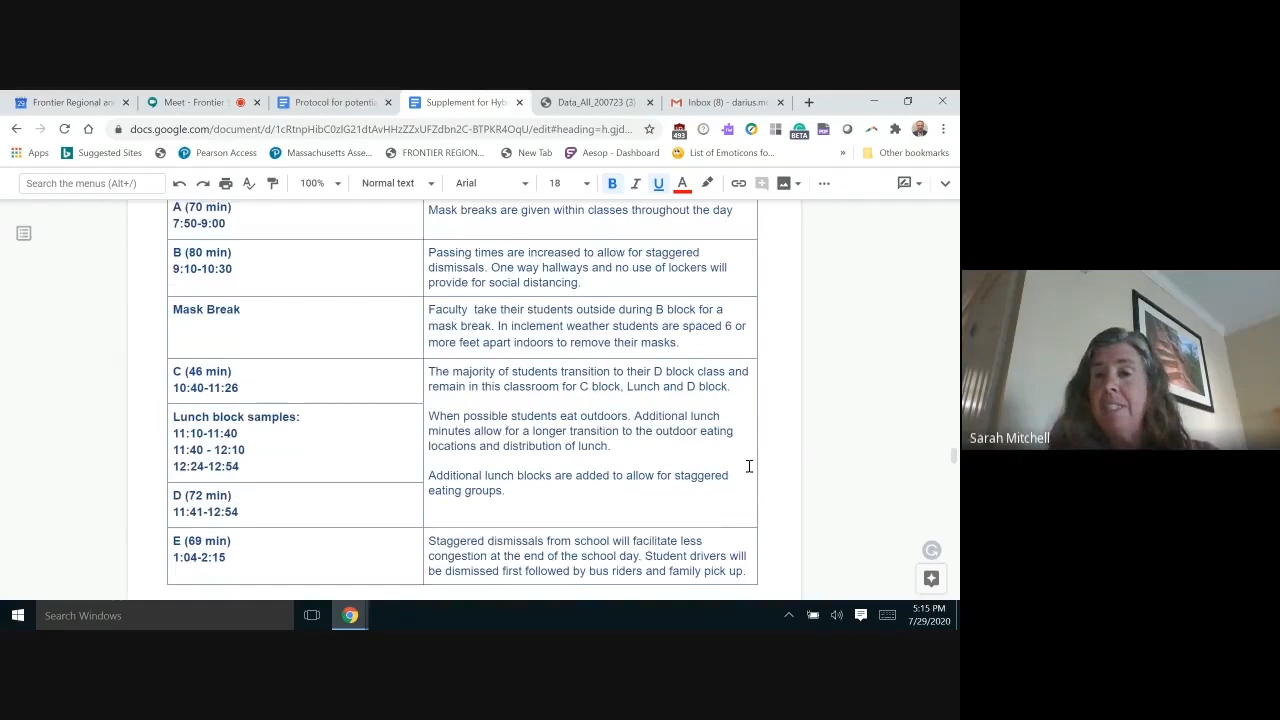 Frontier Regional an
Meet - Frontier
Protocol for potentia
Supplement for Hyb
Data_All_200723 (3)
Inbox (8) - darius.mo
docs.google.com/document/d/1cRtnpHibC0zlG21dtAvHHzZZxUFZdbn2C-BTPKR4OqU/edit#heading=h.gjd...
493
BETA
Apps
Suggested Sites
Pearson Access
Massachusetts Asse...
FRONTIER REGION...
New Tab
Aesop - Dashboard
List of Emoticons fo...
»
Other bookmarks
Search the menus (Alt+/)
100%
Normal text
Arial
18
B
I
U
A
A (70 min)
7:50-9:00
Mask breaks are given within classes throughout the day
B (80 min)
9:10-10:30
Passing times are increased to allow for staggered
dismissals. One way hallways and no use of lockers will
provide for social distancing.
Mask Break
Faculty take their students outside during B block for a
mask break. In inclement weather students are spaced 6 or
more feet apart indoors to remove their masks.
C (46 min)
10:40-11:26
The majority of students transition to their D block class and
remain in this classroom for C block, Lunch and D block.
Lunch block samples:
11:10-11:40
11:40 - 12:10
12:24-12:54
When possible students eat outdoors. Additional lunch
minutes allow for a longer transition to the outdoor eating
locations and distribution of lunch.
Additional lunch blocks are added to allow for staggered
eating groups.
D (72 min)
11:41-12:54
E (69 min)
1:04-2:15
Staggered dismissals from school will facilitate less
congestion at the end of the school day. Student drivers will
be dismissed first followed by bus riders and family pick up.
Sarah Mitchell
Search Windows
5:15 PM
7/29/2020